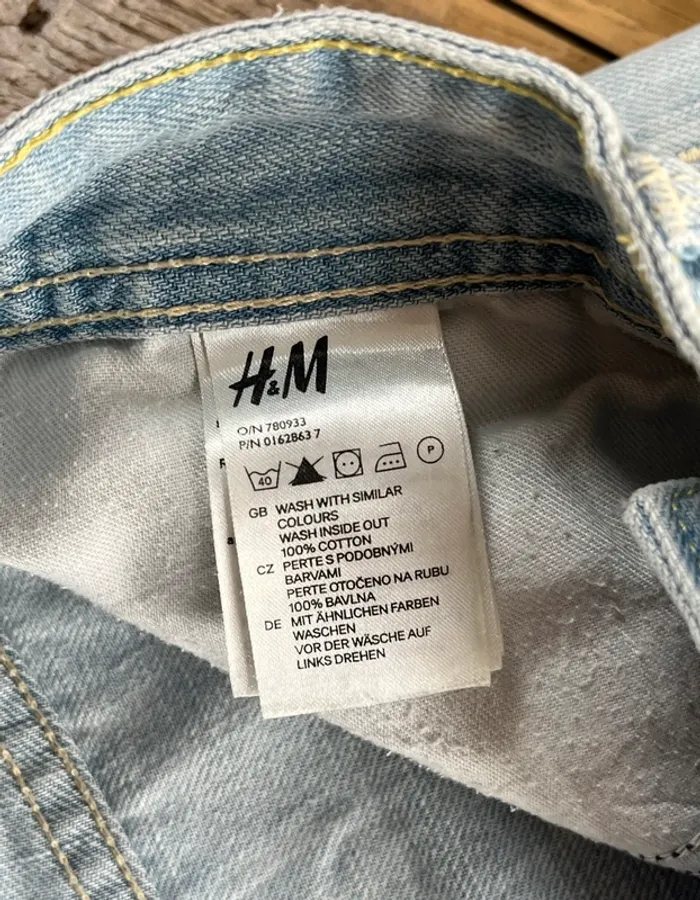 H&M
O/N 780933
P/N 0162863 7
40
P
GB WASH WITH SIMILAR
COLOURS
WASH INSIDE OUT
100% COTTON
CZ PERTE S PODOBNÝMI
BARVAMI
PERTE OTOČENO NA RUBU
100% BAVLNA
DE MIT ÄHNLICHEN FARBEN
WASCHEN
VOR DER WÄSCHE AUF
LINKS DREHEN